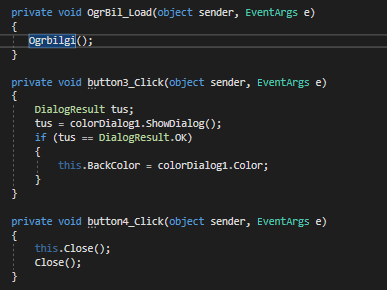 private void OgrBil_Load(object sender, EventArgs e)
{
Ogrbilgi();
}
private void button3_Click(object sender, EventArgs e)
{
DialogResult tus;
tus = colorDialog1.ShowDialog();
if (tus == DialogResult.OK)
{
this.BackColor = colorDialog1.Color;
}
}
private void button4_Click(object sender, EventArgs e)
{
this.Close();
Close();
}